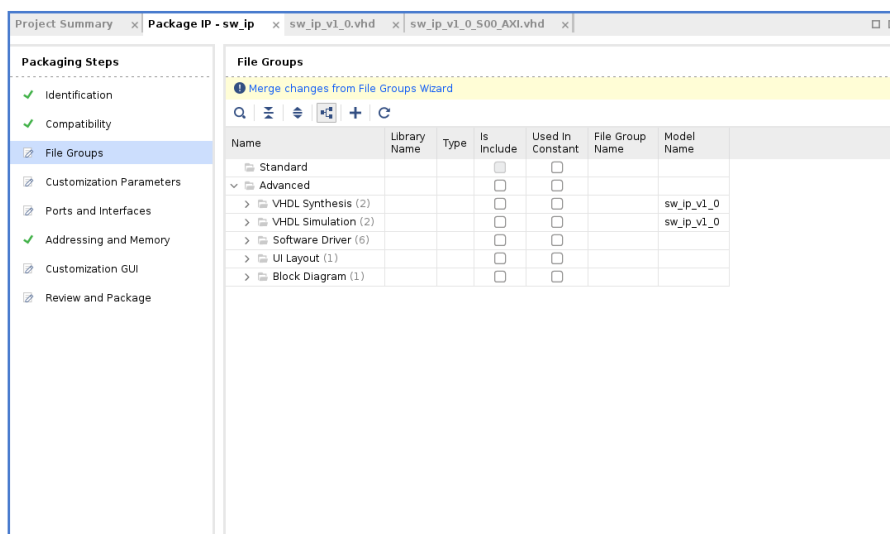 Project Summary × Package IP - sw_ip × sw_ip_v1_0.vhd × sw_ip_v1_0_S00_AXI.vhd ×
Packaging Steps
Identification
Compatibility
File Groups
Customization Parameters
Ports and Interfaces
Addressing and Memory
Customization GUI
Review and Package
File Groups
Merge changes from File Groups Wizard
Name Library Name Type Is Include Used In Constant File Group Name Model Name
Standard
Advanced
VHDL Synthesis (2) sw_ip_v1_0
VHDL Simulation (2) sw_ip_v1_0
Software Driver (6)
UI Layout (1)
Block Diagram (1)